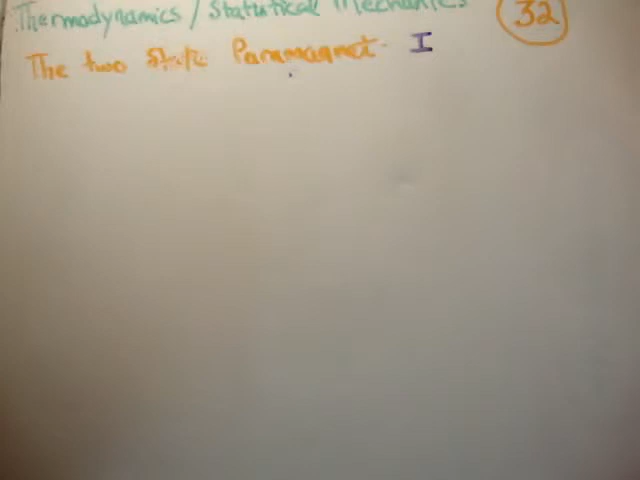 Thermodynamics / Statistical Mechanics 32
The two State Paramagnet I